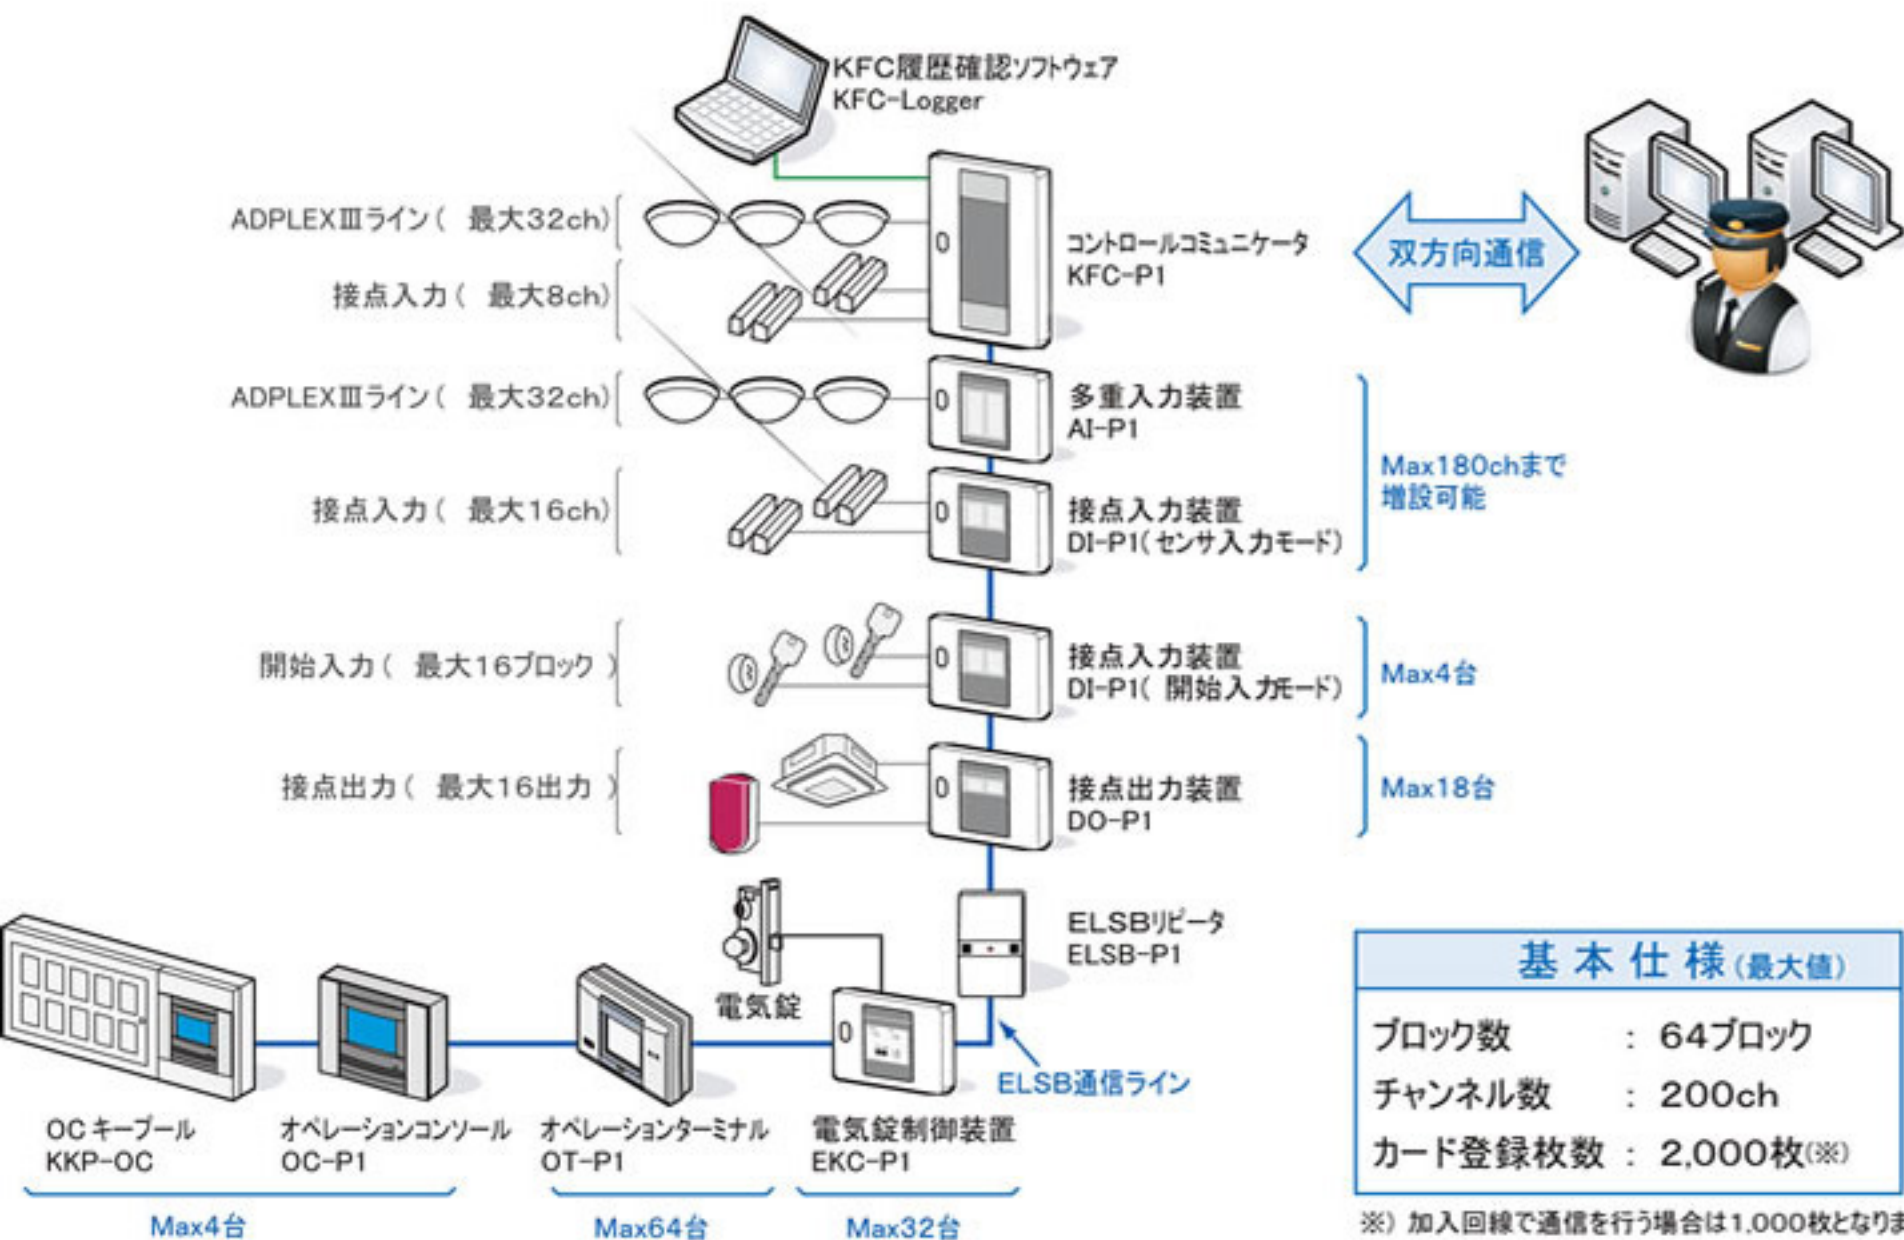 KFC履歴確認ソフトウェア
KFC-Logger
ADPLEXⅢライン( 最大32ch)
接点入力( 最大8ch)
コントロールコミュニケータ
KFC-P1
双方向通信
ADPLEXⅢライン( 最大32ch)
多重入力装置
AI-P1
接点入力( 最大16ch)
接点入力装置
DI-P1(センサ入力モード)
Max180chまで
増設可能
開始入力( 最大16ブロック )
接点入力装置
DI-P1( 開始入力モード)
Max4台
接点出力( 最大16出力 )
接点出力装置
DO-P1
Max18台
ELSBリピータ
ELSB-P1
電気錠
ELSB通信ライン
OCキープール
KKP-OC
オペレーションコンソール
OC-P1
オペレーションターミナル
OT-P1
電気錠制御装置
EKC-P1
Max4台
Max64台
Max32台
基本仕様(最大値)
ブロック数 : 64ブロック
チャンネル数 : 200ch
カード登録枚数 : 2,000枚(※)
※) 加入回線で通信を行う場合は1,000枚となりま